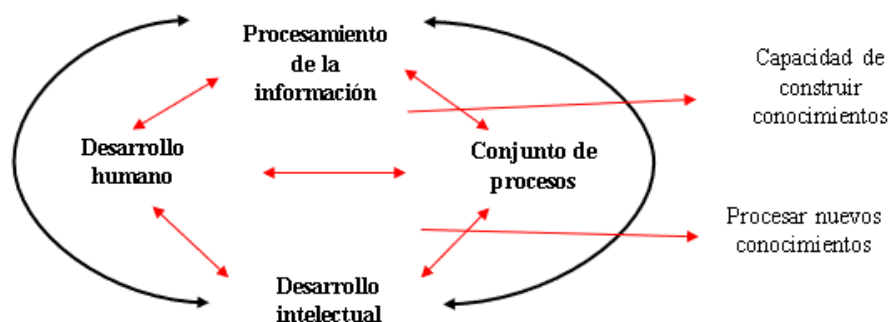 Procesamiento
de la
información
Capacidad de
construir
conocimientos
Desarrollo
humano
Conjunto de
procesos
Procesar nuevos
conocimientos
Desarrollo
intelectual